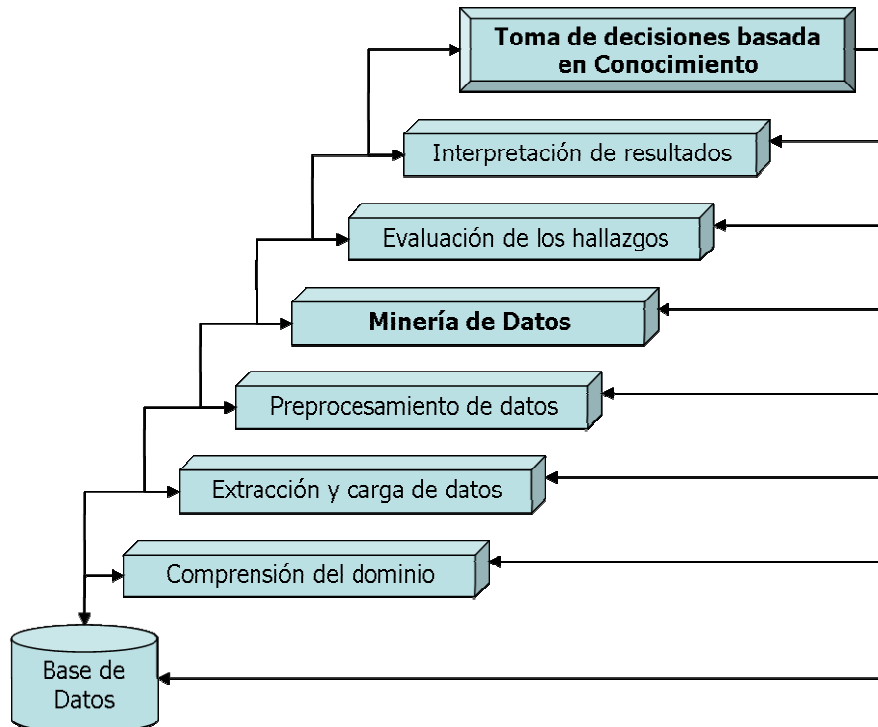 Toma de decisiones basada
en Conocimiento
Interpretación de resultados
Evaluación de los hallazgos
Minería de Datos
Preprocesamiento de datos
Extracción y carga de datos
Comprensión del dominio
Base de
Datos